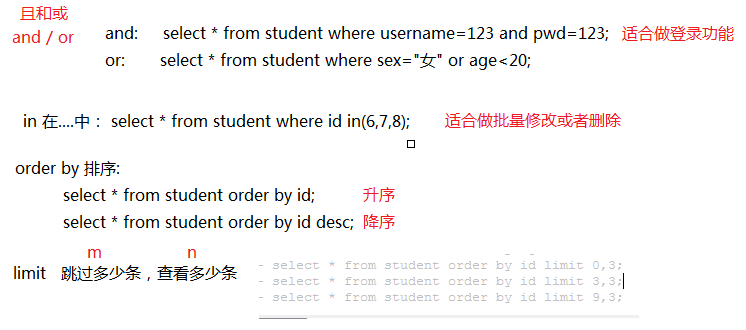 且和或
and / or
and: select * from student where username=123 and pwd=123; 适合做登录功能
or: select * from student where sex="女" or age<20;
in 在....中： select * from student where id in(6,7,8); 适合做批量修改或者删除
order by 排序:
select * from student order by id; 升序
select * from student order by id desc; 降序
m n
limit 跳过多少条，查看多少条
- select * from student order by id limit 0,3;
- select * from student order by id limit 3,3;
- select * from student order by id limit 9,3;